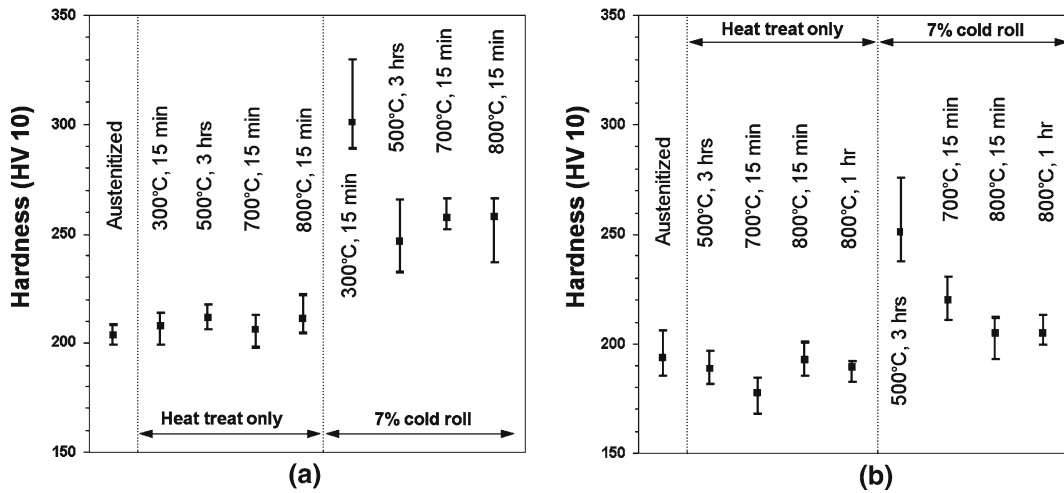 350
300
250
200
150
Hardness (HV 10)
Austenitized
300°C, 15 min
500°C, 3 hrs
700°C, 15 min
800°C, 15 min
300°C, 15 min
500°C, 3 hrs
700°C, 15 min
800°C, 15 min
Heat treat only
7% cold roll
(a)
350
300
250
200
150
Hardness (HV 10)
Heat treat only
7% cold roll
Austenitized
500°C, 3 hrs
700°C, 15 min
800°C, 15 min
800°C, 1 hr
500°C, 3 hrs
700°C, 15 min
800°C, 15 min
800°C, 1 hr
(b)